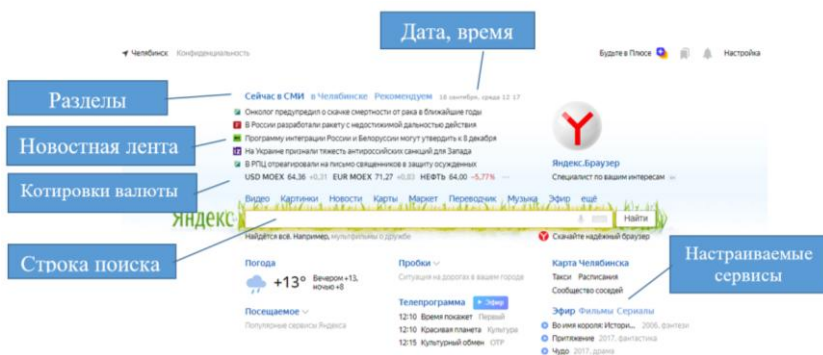 Дата, время
Челябинск Конфиденциальность
Будьте в Плюсе Настройка
Разделы
Сейчас в СМИ в Челябинске Рекомендуем 18 сентября, среда 12 17
Онколог предупредил о скачке смертности от рака в ближайшие годы
В России разработали ракету с недостижимой дальностью действия
Новостная лента
Программу интеграции России и Белоруссии могут утвердить к 8 декабря
На Украине признали тяжесть антироссийских санкций для Запада
В РПЦ отреагировали на письмо священников в защиту осужденных
Яндекс.Браузер
Котировки валюты
USD MOEX 64,36 +0,31 EUR MOEX 71,27 +0,83 НЕФТЬ 64,00 −5,77% ...
Специалист по вашим интересам
Видео Картинки Новости Карты Маркет Переводчик Музыка Эфир ещё
Яндекс Найти
Найдётся всё. Например, мультфильмы о дружбе
Скачайте надёжный браузер
Строка поиска
Настраиваемые
сервисы
Погода Пробки Карта Челябинска
+13° Вечером +13,
ночью +8
Ситуация на дорогах в вашем городе
Такси Расписания
Сообщество соседей
Посещаемое
Популярные сервисы Яндекса
Телепрограмма Эфир
12:10 Время покажет Первый
12:10 Красивая планета Культура
12:15 Культурный обмен ОТР
Эфир Фильмы Сериалы
Во имя короля: Истори... 2006, фэнтези
Притяжение 2017, фантастика
Чудо 2017, драма